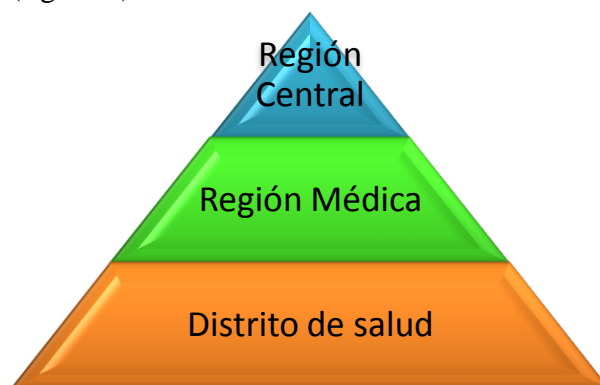 Región
Central
Región Médica
Distrito de salud